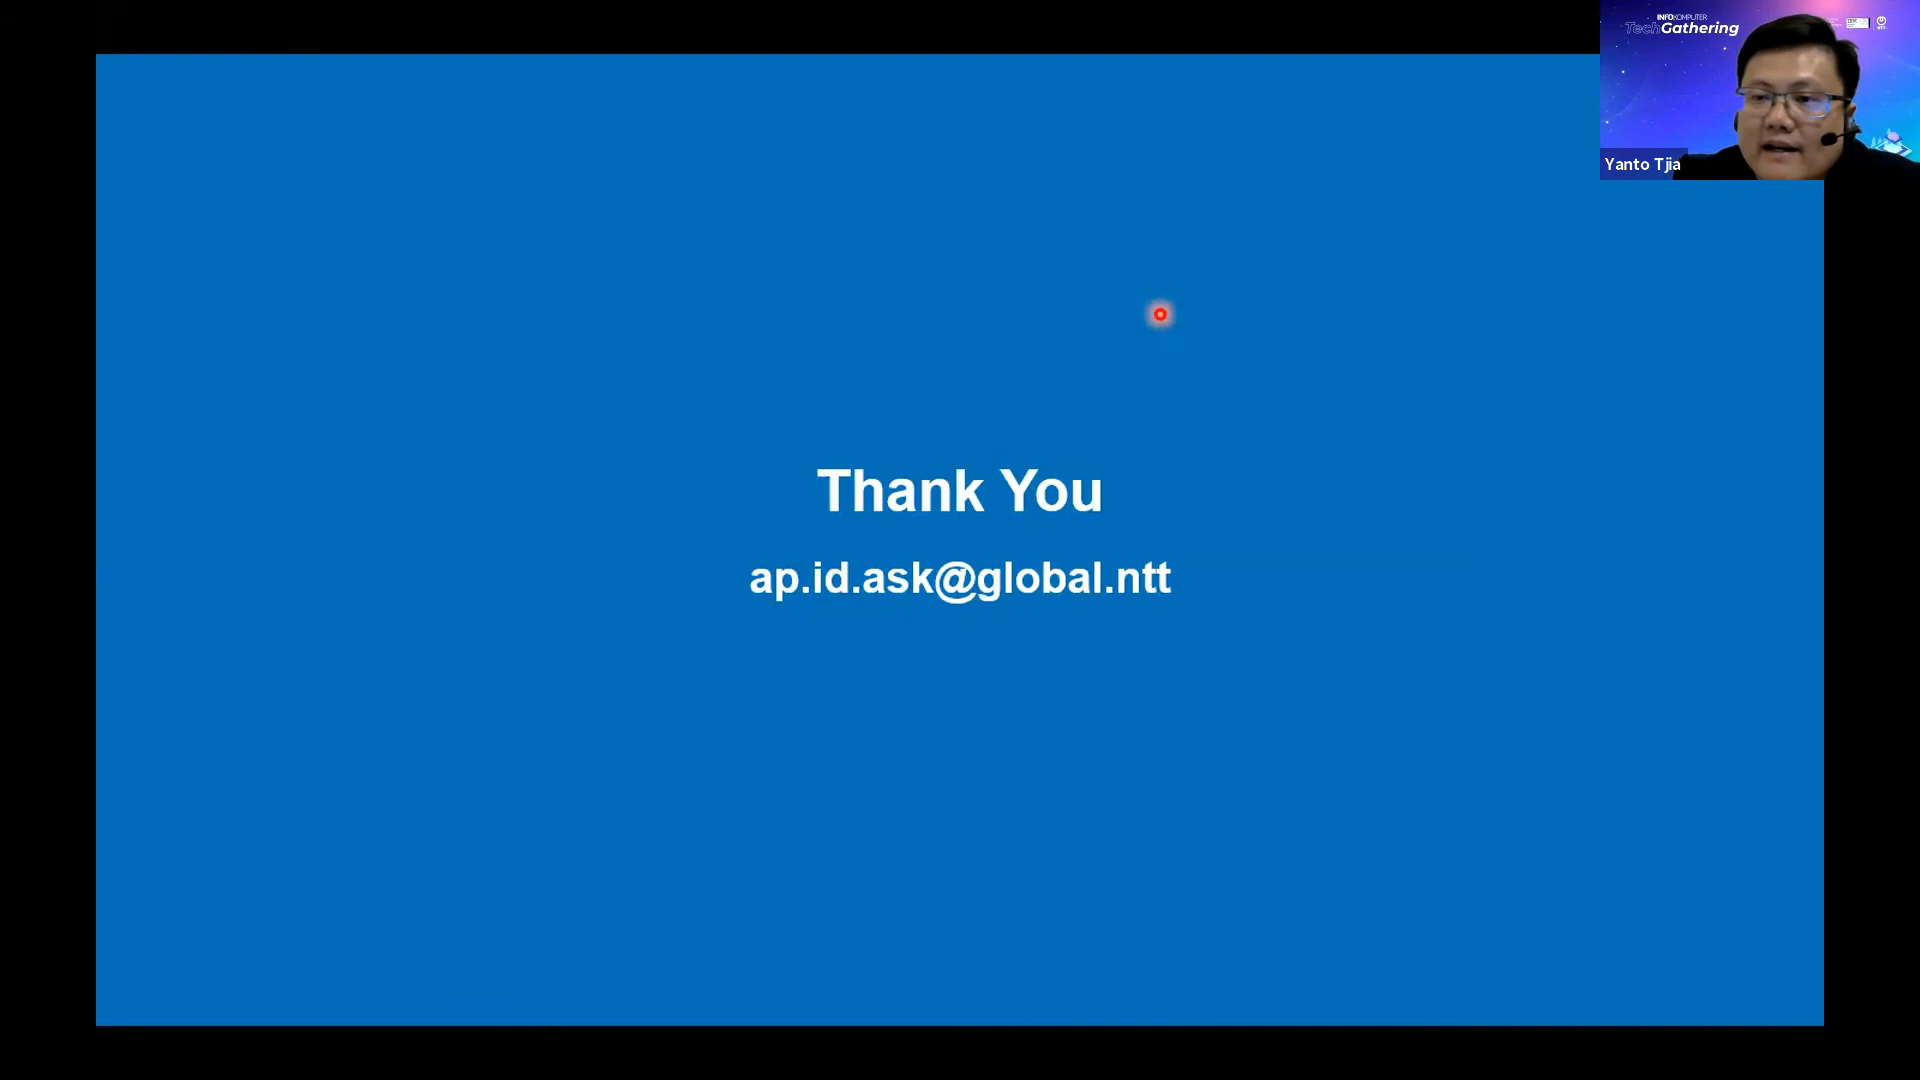 INFOKOMPUTER
TechGathering
Yanto Tjia
Thank You
ap.id.ask@global.ntt